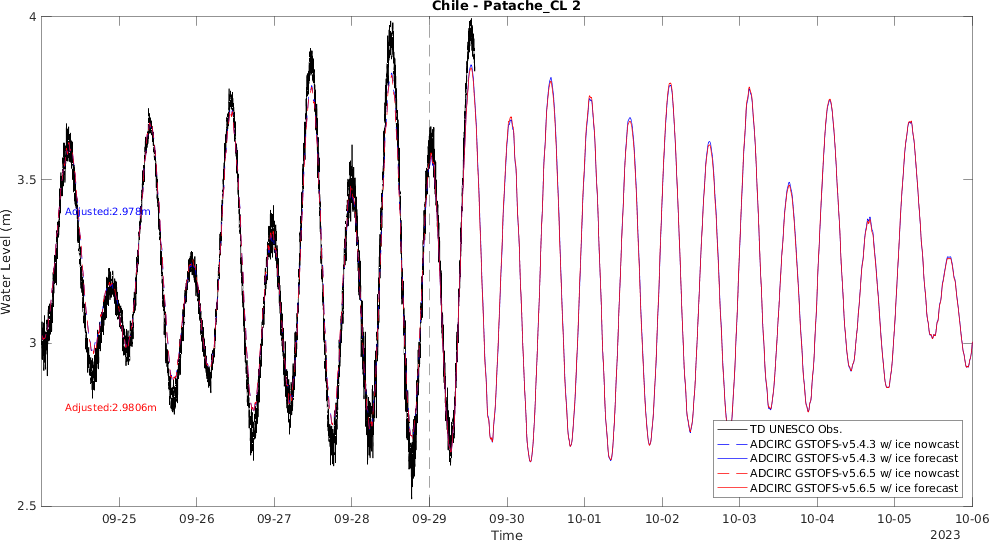 Chile - Patache_CL 2
4
3.5
3
2.5
Water Level (m)
Adjusted:2.978m
Adjusted:2.9806m
TD UNESCO Obs.
ADCIRC GSTOFS-v5.4.3 w/ ice nowcast
ADCIRC GSTOFS-v5.4.3 w/ ice forecast
ADCIRC GSTOFS-v5.6.5 w/ ice nowcast
ADCIRC GSTOFS-v5.6.5 w/ ice forecast
09-25 09-26 09-27 09-28 09-29 09-30 10-01 10-02 10-03 10-04 10-05 10-06
Time
2023